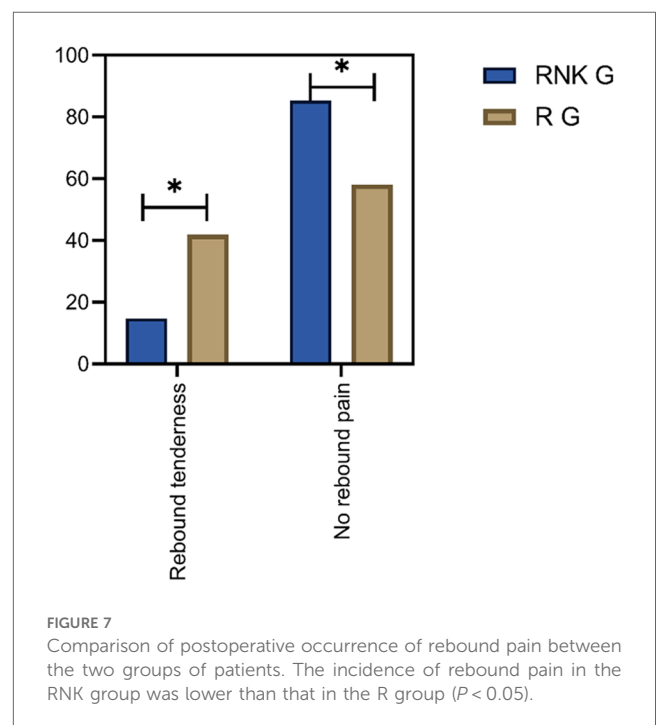 100
80
60
40
20
0
*
*
RNK G
R G
Rebound tenderness
No rebound pain
FIGURE 7
Comparison of postoperative occurrence of rebound pain between
the two groups of patients. The incidence of rebound pain in the
RNK group was lower than that in the R group (P < 0.05).